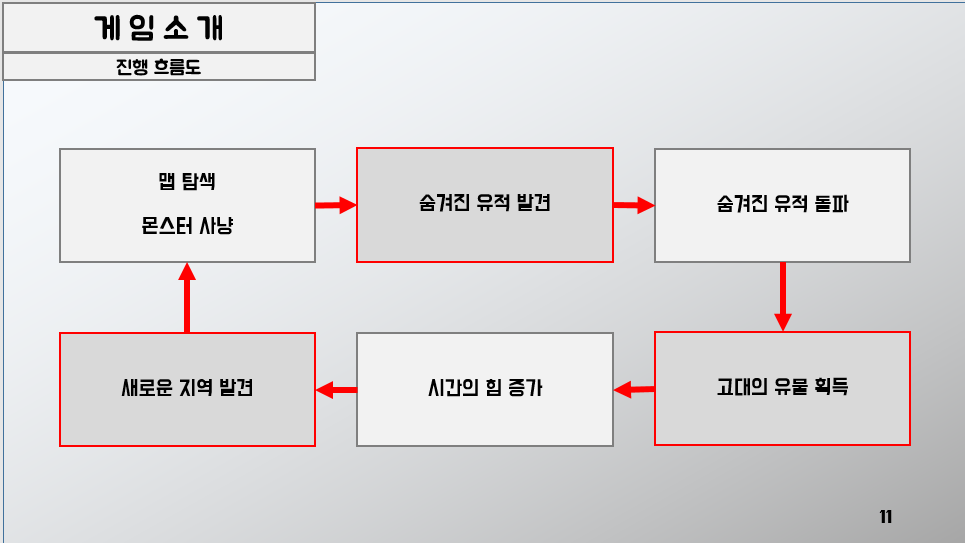 게임소개
진행 흐름도
맵 탐색
몬스터 사냥
숨겨진 유적 발견
숨겨진 유적 돌파
새로운 지역 발견
시간의 힘 증가
고대의 유물 획득
11